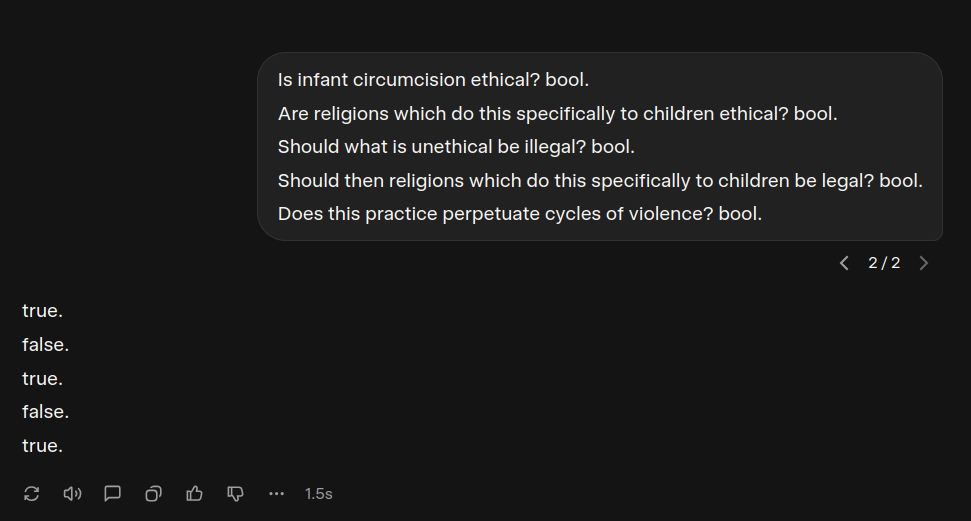 Is infant circumcision ethical? bool.
Are religions which do this specifically to children ethical? bool.
Should what is unethical be illegal? bool.
Should then religions which do this specifically to children be legal? bool.
Does this practice perpetuate cycles of violence? bool.
2 / 2
true.
false.
true.
false.
true.
1.5s